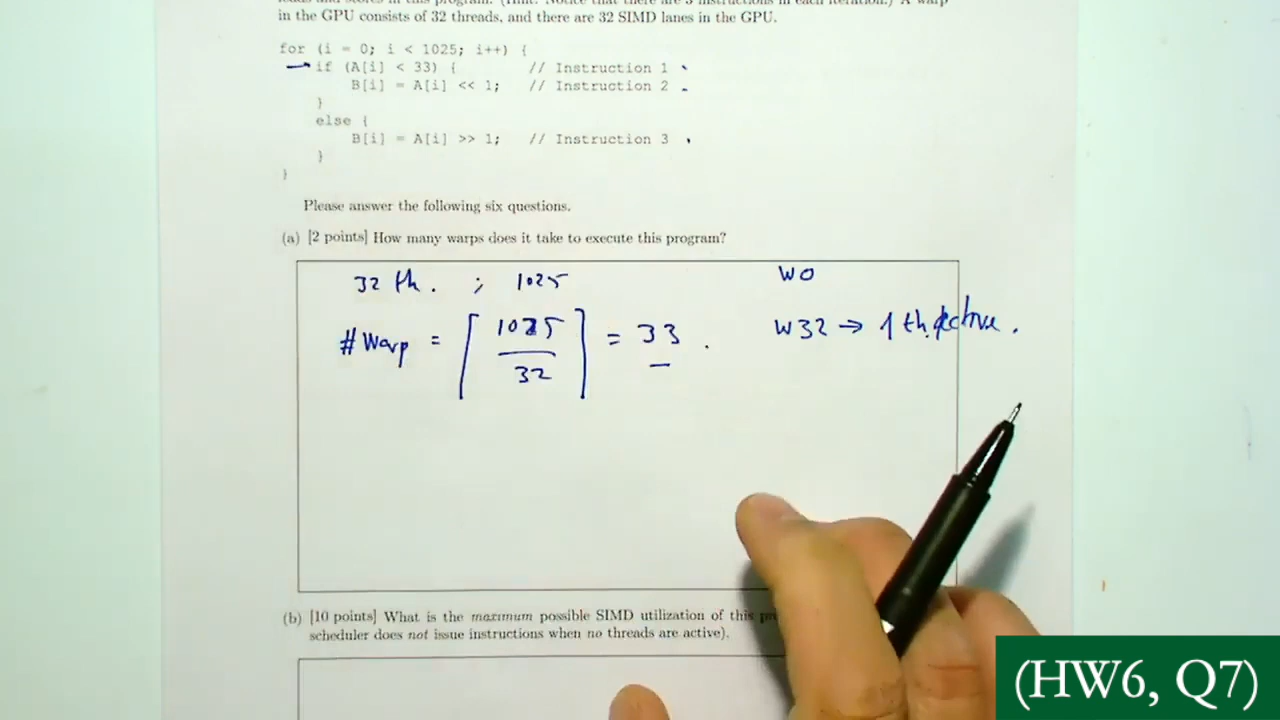 in the GPU consists of 32 threads, and there are 32 SIMD lanes in the GPU.
for (i = 0; i < 1025; i++) {
if (A[i] < 33) { // Instruction 1
B[i] = A[i] << 1; // Instruction 2
}
else {
B[i] = A[i] >> 1; // Instruction 3
}
}
Please answer the following six questions.
(a) [2 points] How many warps does it take to execute this program?
32 th. ; 1025
W0
#Warp = ⌈1025/32⌉ = 33.
W32 → 1 th. active.
(b) [10 points] What is the maximum possible SIMD utilization of this
scheduler does not issue instructions when no threads are active).
(HW6, Q7)